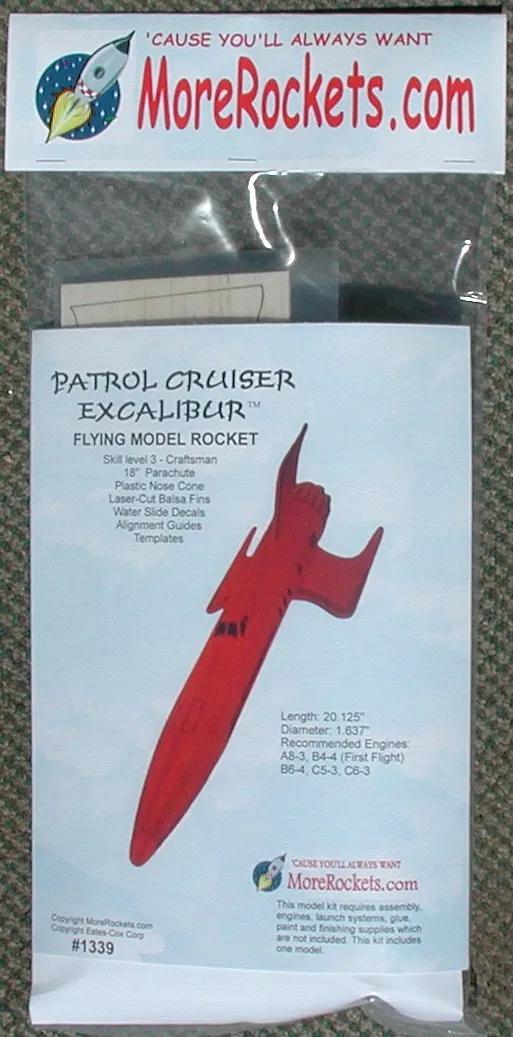 'CAUSE YOU'LL ALWAYS WANT
MoreRockets.com
PATROL CRUISER
EXCALIBUR™
FLYING MODEL ROCKET
Skill level 3 - Craftsman
18" Parachute
Plastic Nose Cone
Laser-Cut Balsa Fins
Water Slide Decals
Alignment Guides
Templates
Length: 20.125"
Diameter: 1.637"
Recommended Engines:
A8-3, B4-4 (First Flight)
B6-4, C5-3, C6-3
'CAUSE YOU'LL ALWAYS WANT
MoreRockets.com
This model kit requires assembly,
engines, launch systems, glue,
paint and finishing supplies which
are not included. This kit includes
one model.
Copyright MoreRockets.com
Copyright Estes-Cox Corp
#1339